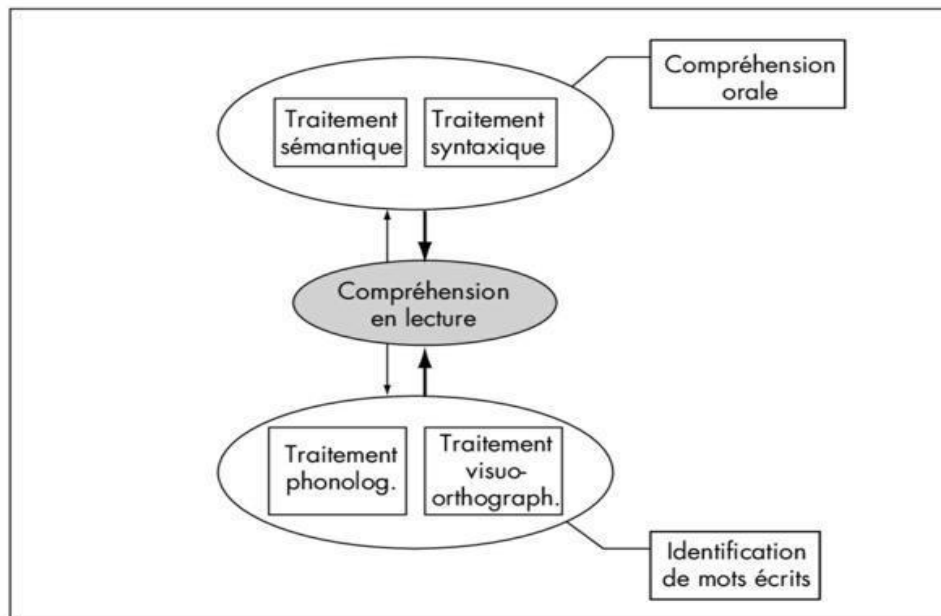 Compréhension
orale
Traitement
sémantique
Traitement
syntaxique
Compréhension
en lecture
Traitement
phonolog.
Traitement
visuo-
orthograph.
Identification
de mots écrits